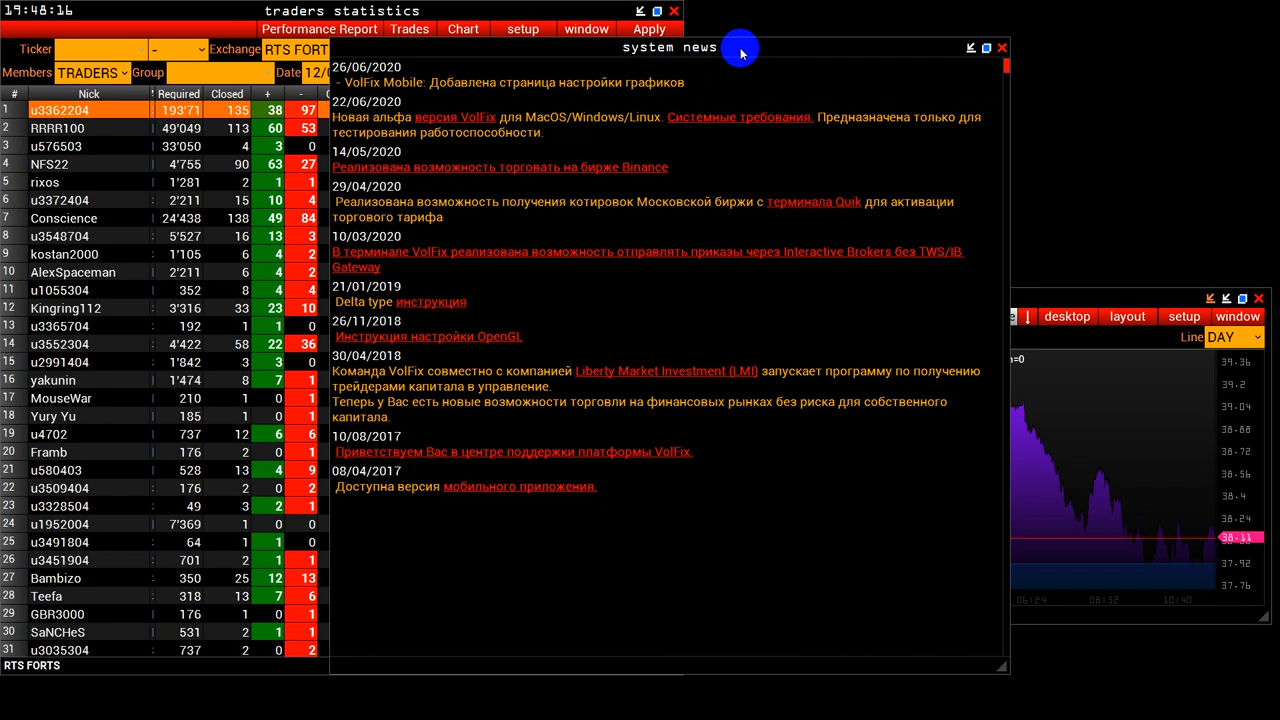 19:48:16 traders statistics
Performance Report Trades Chart setup window Apply
Ticker - Exchange RTS FORT
Members TRADERS Group Date 12/0
# Nick Required Closed + -
1 u3362204 193'71 135 38 97
2 RRRR100 49'049 113 60 53
3 u576503 33'050 4 3 0
4 NFS22 4'755 90 63 27
5 rixos 1'281 2 1 1
6 u3372404 2'211 15 10 4
7 Conscience 24'438 138 49 84
8 u3548704 5'527 16 13 3
9 kostan2000 1'105 6 4 2
10 AlexSpaceman 2'211 6 4 2
11 u1055304 352 8 4 4
12 Kingring112 3'316 33 23 10
13 u3365704 192 1 1 0
14 u3552304 4'422 58 22 36
15 u2991404 1'842 3 3 0
16 yakunin 1'474 8 7 1
17 MouseWar 210 1 0 1
18 Yury Yu 185 1 0 1
19 u4702 737 12 6 6
20 Framb 176 2 0 1
21 u580403 528 13 4 9
22 u3509404 176 2 0 2
23 u3328504 49 3 2 1
24 u1952004 7'369 1 0 0
25 u3491804 64 1 1 0
26 u3451904 701 2 1 1
27 Bambizo 350 25 12 13
28 Teefa 318 13 7 6
29 GBR3000 176 1 0 1
30 SaNCHeS 531 2 1 1
31 u3035304 737 2 0 2
RTS FORTS
system news
26/06/2020
- VolFix Mobile: Добавлена страница настройки графиков
22/06/2020
Новая альфа версия VolFix для MacOS/Windows/Linux. Системные требования. Предназначена только для
тестирования работоспособности.
14/05/2020
Реализована возможность торговать на бирже Binance
29/04/2020
Реализована возможность получения котировок Московской биржи с терминала Quik для активации
торгового тарифа
10/03/2020
В терминале VolFix реализована возможность отправлять приказы через Interactive Brokers без TWS/IB
Gateway
21/01/2019
Delta type инструкция
26/11/2018
Инструкция настройки OpenGL
30/04/2018
Команда VolFix совместно с компанией Liberty Market Investment (LMI) запускает программу по получению
трейдерами капитала в управление.
Теперь у Вас есть новые возможности торговли на финансовых рынках без риска для собственного
капитала.
10/08/2017
Приветствуем Вас в центре поддержки платформы VolFix.
08/04/2017
Доступна версия мобильного приложения.
desktop layout setup window
Line DAY
=0
39.36
39.2
39.04
38.88
38.72
38.56
38.4
38.24
38.11
37.92
37.76
06:24 08:32 10:40